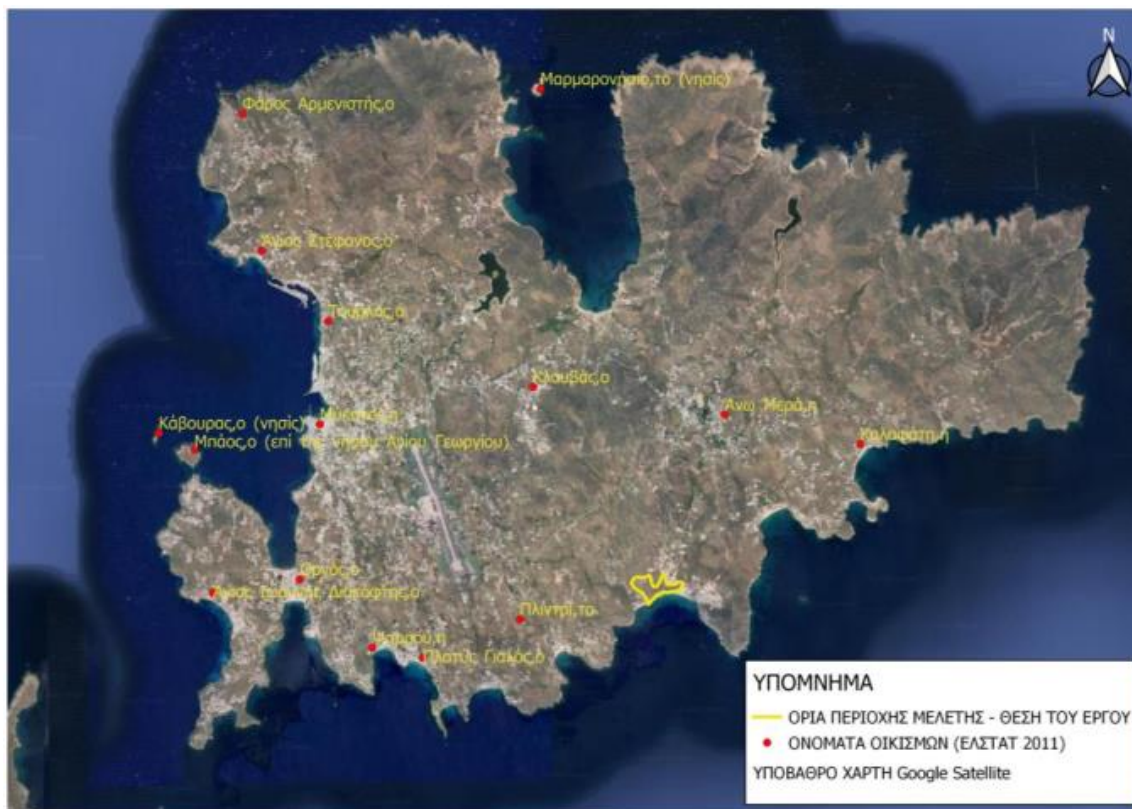 Μαρμαρονήσιο,το (νησίς)
N
Φάρος Αρμενιστής,ο
Άγιος Στέφανος,ο
Τούρλος,ο
Κλουβάς,ο
Άνω Μερά,η
Μύκονος,η
Κάβουρας,ο (νησίς)
Μπάος,ο (επί της νήσου Αγίου Γεωργίου)
Καλαφάτη,η
Ορνός,ο
Άγιος Ιωάννης Διακόφτης,ο
Πλιντρί,το
Ψαρρού,η
Πλατύς Γιαλός,ο
ΥΠΟΜΝΗΜΑ
ΟΡΙΑ ΠΕΡΙΟΧΗΣ ΜΕΛΕΤΗΣ - ΘΕΣΗ ΤΟΥ ΕΡΓΟΥ
ΟΝΟΜΑΤΑ ΟΙΚΙΣΜΩΝ (ΕΛΣΤΑΤ 2011)
ΥΠΟΒΑΘΡΟ ΧΑΡΤΗ Google Satellite